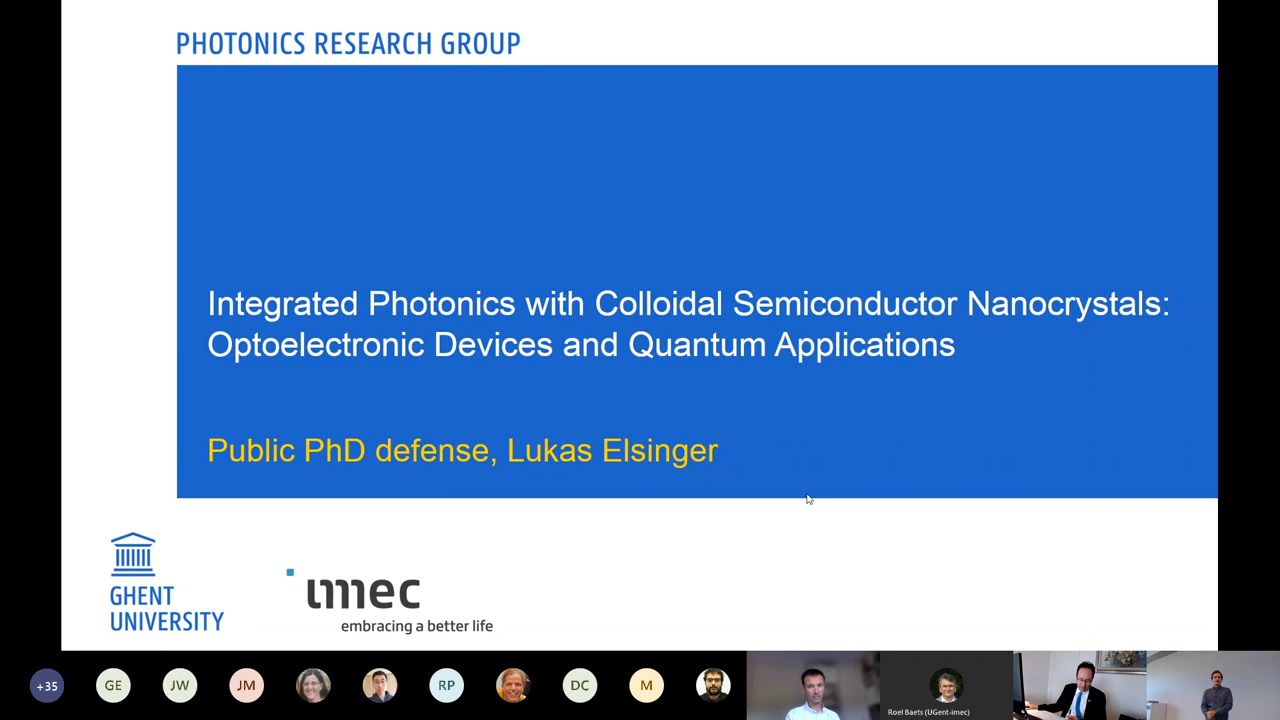 PHOTONICS RESEARCH GROUP
Integrated Photonics with Colloidal Semiconductor Nanocrystals:
Optoelectronic Devices and Quantum Applications
Public PhD defense, Lukas Elsinger
GHENT
UNIVERSITY
imec
embracing a better life
+35
GE
JW
JM
RP
DC
M
Roel Baets (UGent-imec)